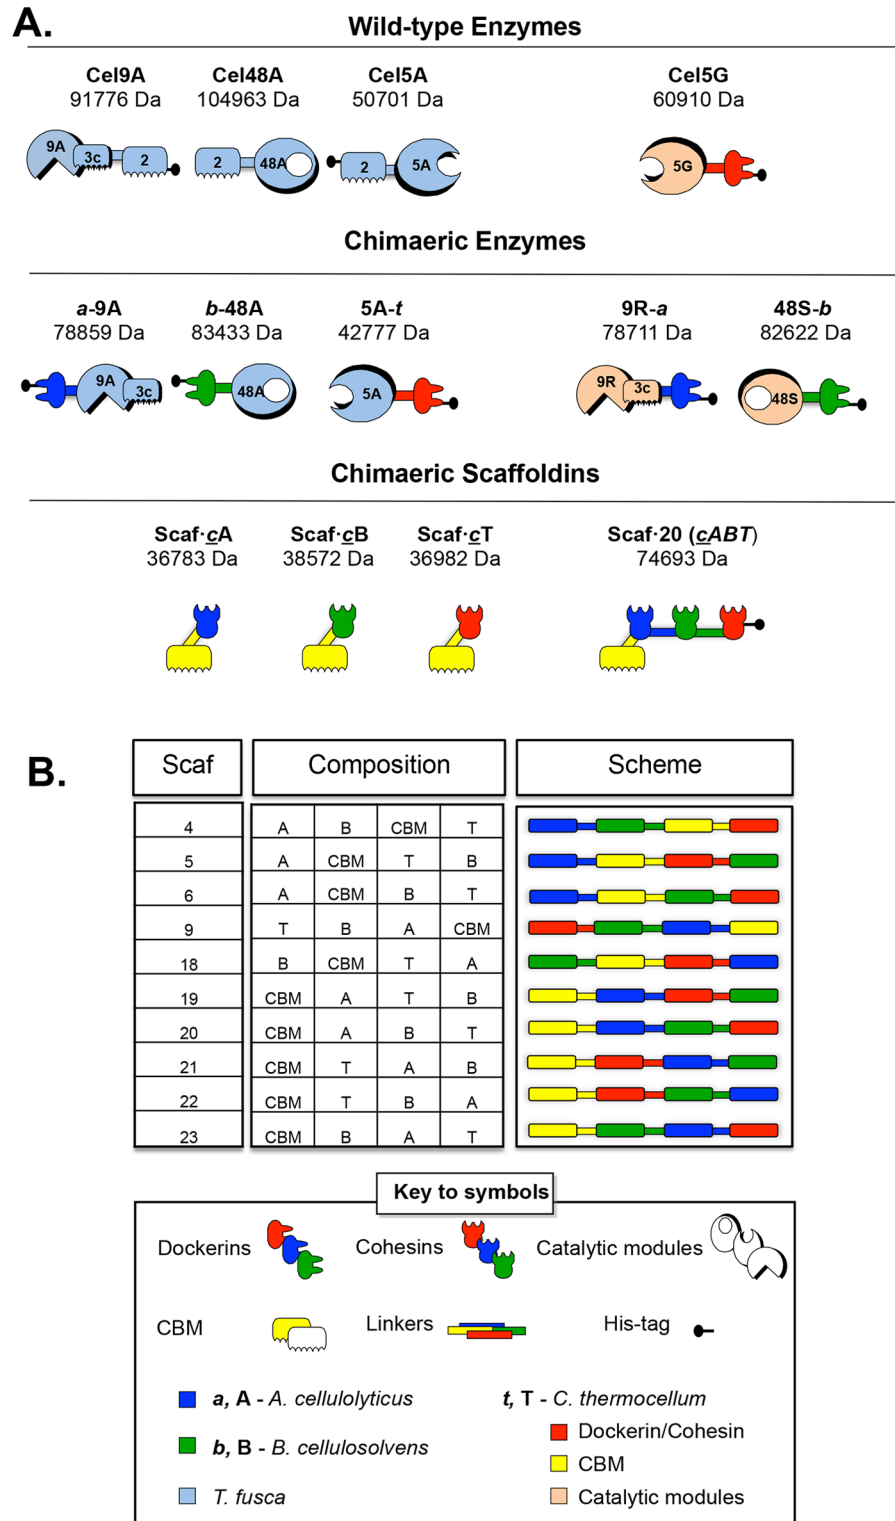 A.
Wild-type Enzymes
Cel9A Cel48A Cel5A Cel5G
91776 Da 104963 Da 50701 Da 60910 Da
9A 3c 2 2 48A 2 5A 5G
Chimaeric Enzymes
a-9A b-48A 5A-t 9R-a 48S-b
78859 Da 83433 Da 42777 Da 78711 Da 82622 Da
9A 3c 48A 5A 9R 3c 48S
Chimaeric Scaffoldins
Scaf·cA Scaf·cB Scaf·cT Scaf·20 (cABT)
36783 Da 38572 Da 36982 Da 74693 Da
B.
Scaf Composition Scheme
4 A B CBM T
5 A CBM T B
6 A CBM B T
9 T B A CBM
18 B CBM T A
19 CBM A T B
20 CBM A B T
21 CBM T A B
22 CBM T B A
23 CBM B A T
Key to symbols
Dockerins Cohesins Catalytic modules
CBM Linkers His-tag
a, A - A. cellulolyticus t, T - C. thermocellum
Dockerin/Cohesin
b, B - B. cellulosolvens
CBM
T. fusca Catalytic modules